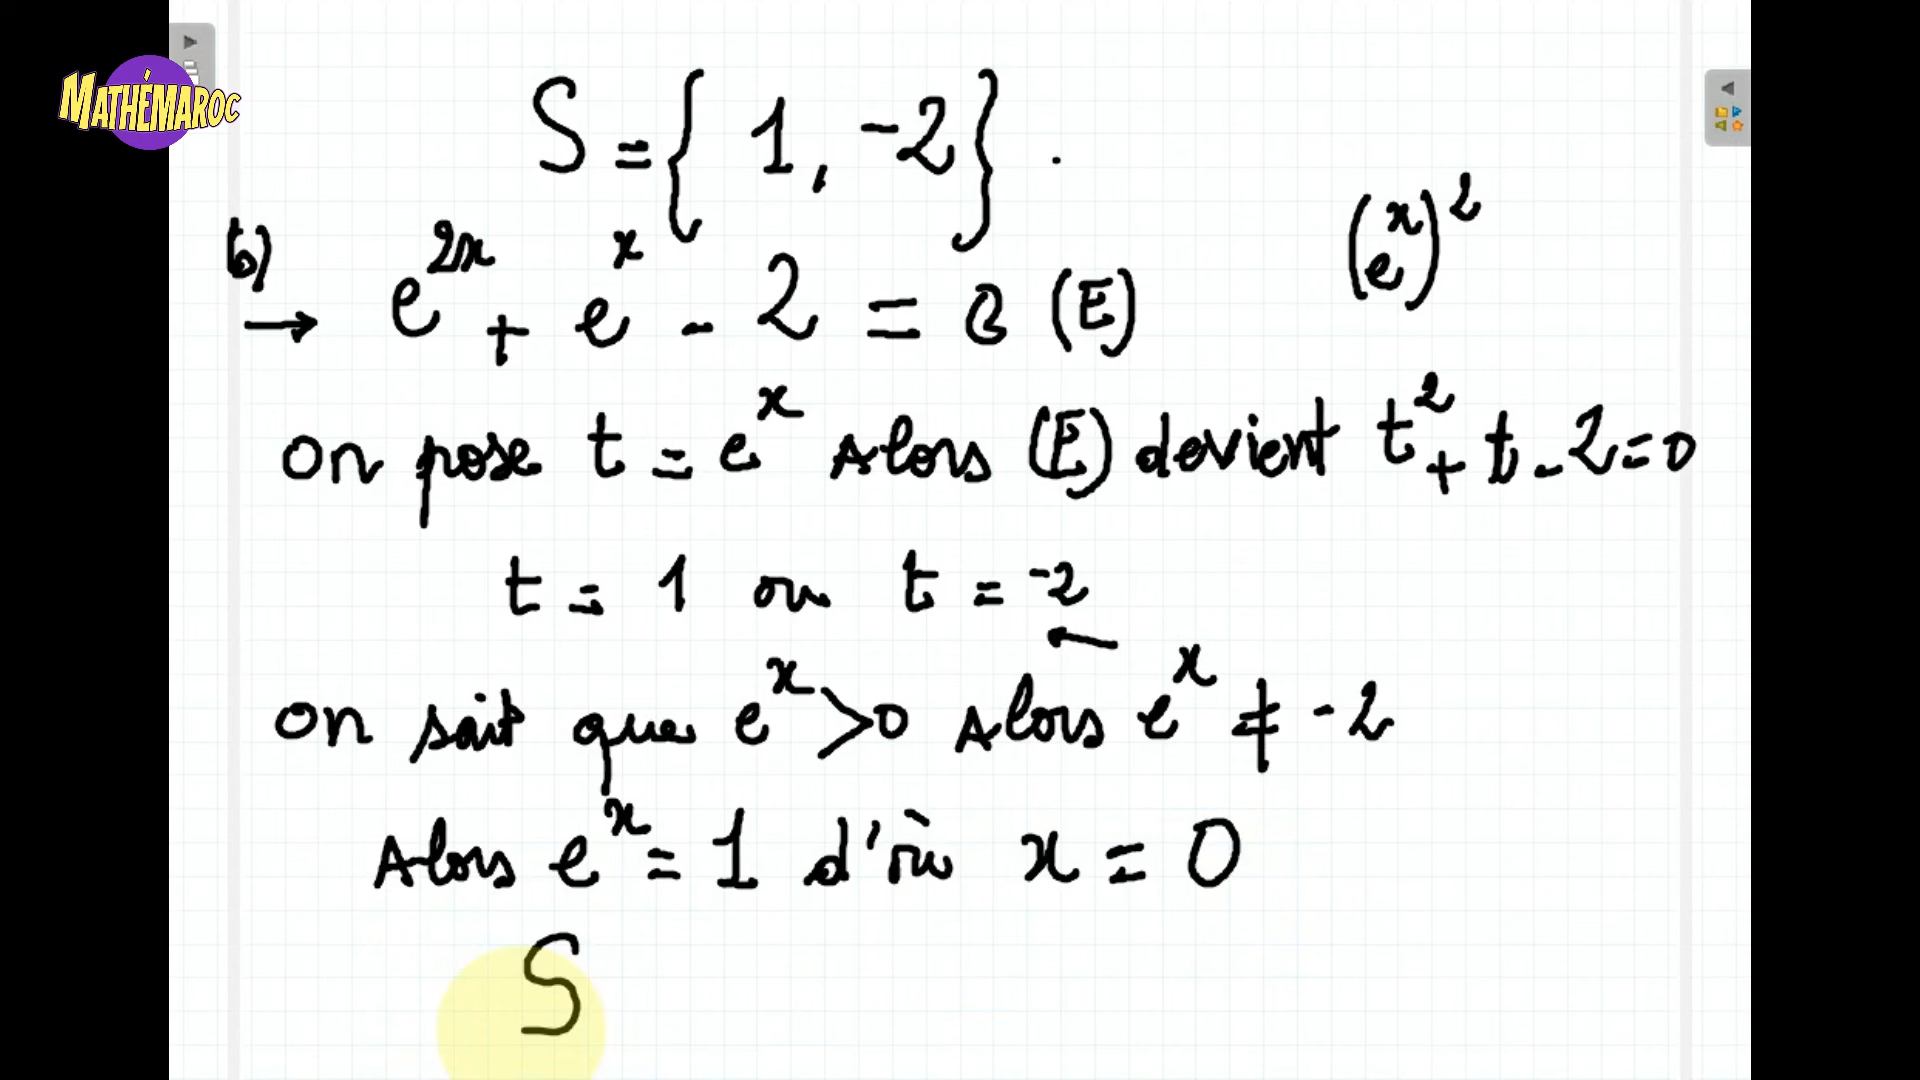 MATHÉMAROC
S = { 1, -2 } .
b)
→ e^{2x} + e^x - 2 = 0 (E)
(e^x)^2
on pose t = e^x Alors (E) devient t^2 + t - 2 = 0
t = 1 ou t = -2
←
on sait que e^x > 0 Alors e^x ≠ -2
Alors e^x = 1 d'où x = 0
S